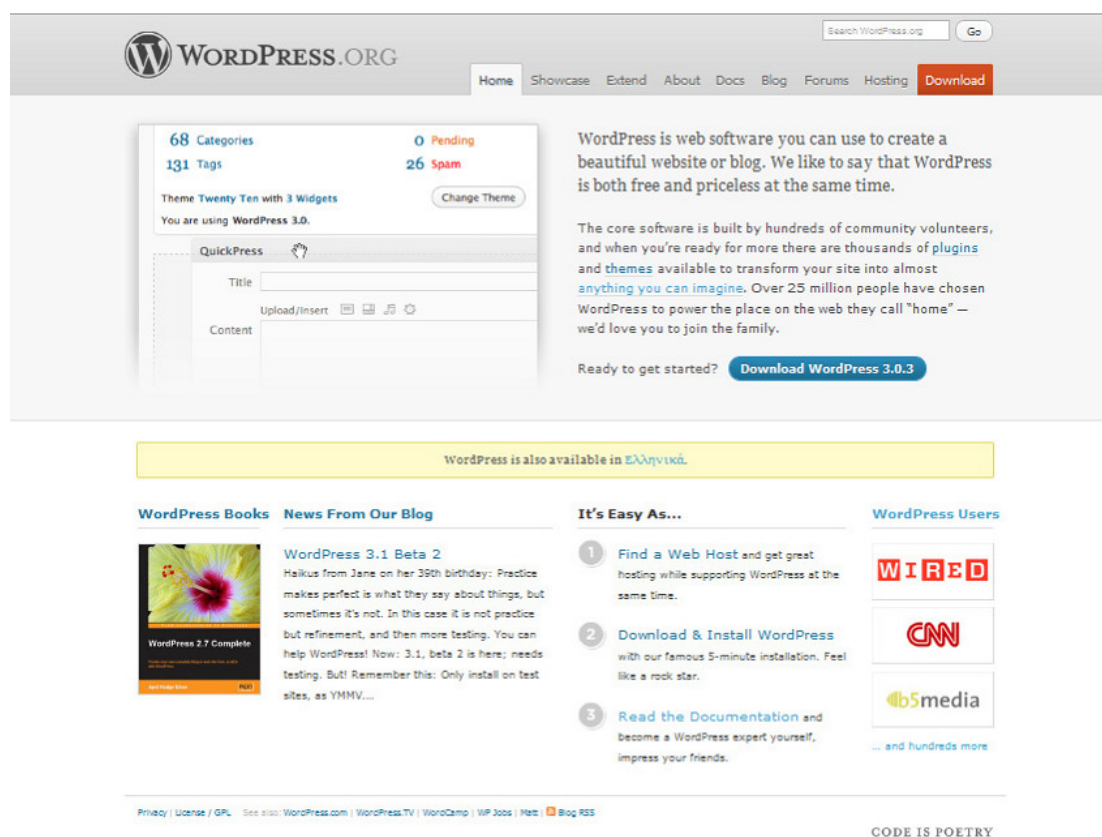 Search WordPress.org
Go
WORDPRESS.ORG
Home Showcase Extend About Docs Blog Forums Hosting Download
68 Categories 0 Pending
131 Tags 26 Spam
Theme Twenty Ten with 3 Widgets Change Theme
You are using WordPress 3.0.
QuickPress
Title
Upload/Insert
Content
WordPress is web software you can use to create a
beautiful website or blog. We like to say that WordPress
is both free and priceless at the same time.
The core software is built by hundreds of community volunteers,
and when you’re ready for more there are thousands of plugins
and themes available to transform your site into almost
anything you can imagine. Over 25 million people have chosen
WordPress to power the place on the web they call “home” —
we’d love you to join the family.
Ready to get started? Download WordPress 3.0.3
WordPress is also available in Ελληνικά.
WordPress Books
WordPress 2.7 Complete
News From Our Blog
WordPress 3.1 Beta 2
Haikus from Jane on her 39th birthday: Practice
makes perfect is what they say about things, but
sometimes it's not. In this case it is not practice
but refinement, and then more testing. You can
help WordPress! Now: 3.1, beta 2 is here; needs
testing. But! Remember this: Only install on test
sites, as YMMV....
It’s Easy As...
1 Find a Web Host and get great
hosting while supporting WordPress at the
same time.
2 Download & Install WordPress
with our famous 5-minute installation. Feel
like a rock star.
3 Read the Documentation and
become a WordPress expert yourself,
impress your friends.
WordPress Users
WIRED
CNN
b5media
... and hundreds more
Privacy | License / GPL See also: WordPress.com | WordPress.TV | WordCamp | WP Jobs | Matt | Blog RSS
CODE IS POETRY